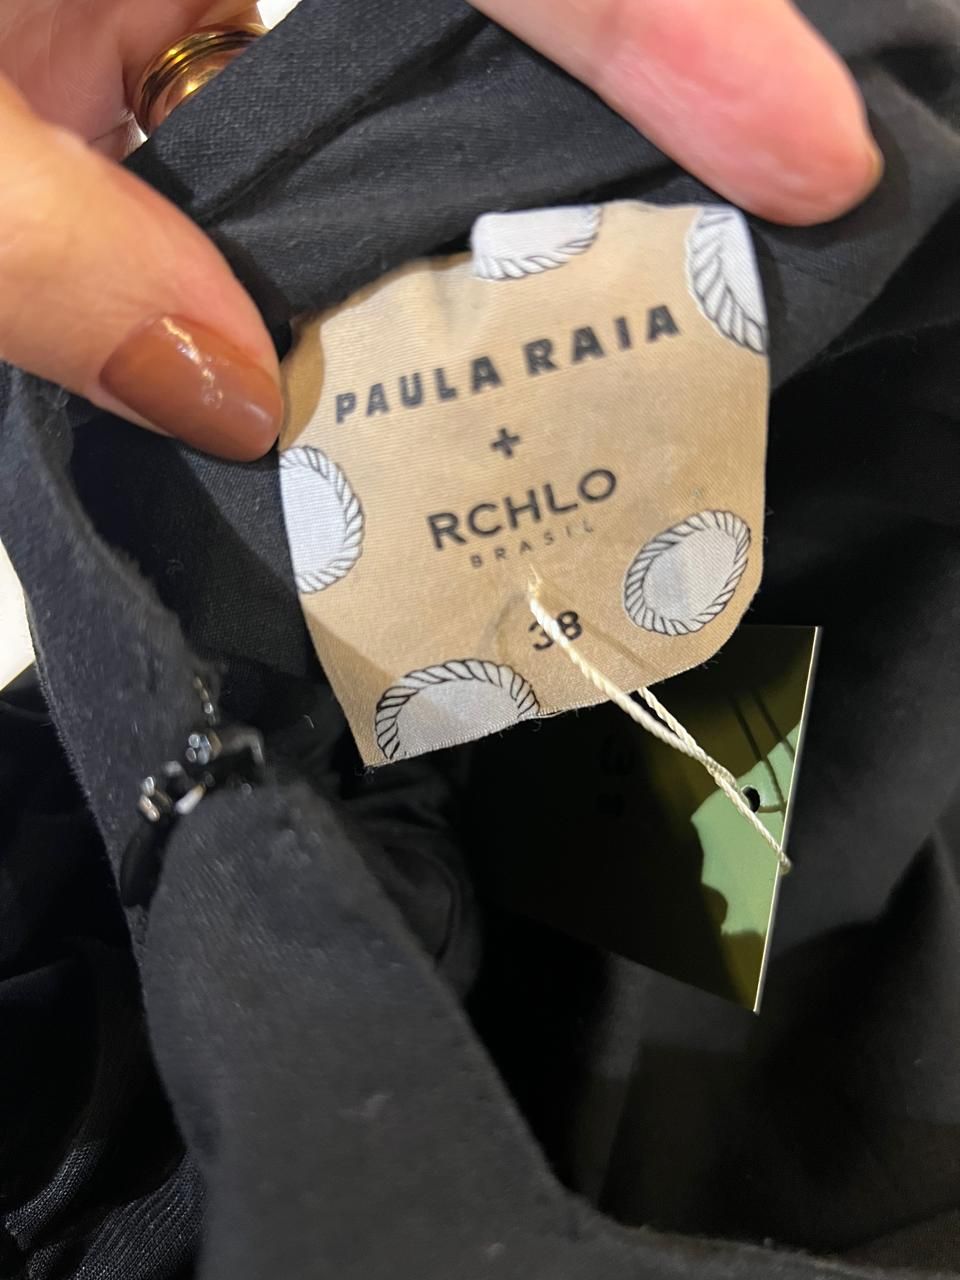 PAULA RAIA
+
RCHLO
BRASIL
38